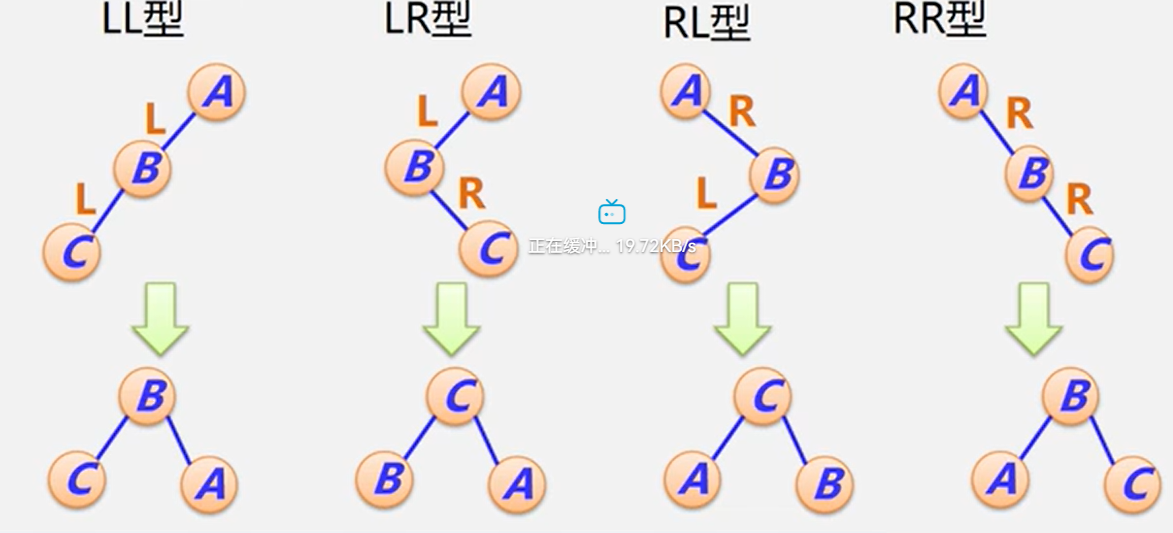 LL型 LR型 RL型 RR型
A A A A
L L R R
B B B B
L R L R
C C C C
正在缓冲... 19.72KB/s
B C C B
C A B A A B A C